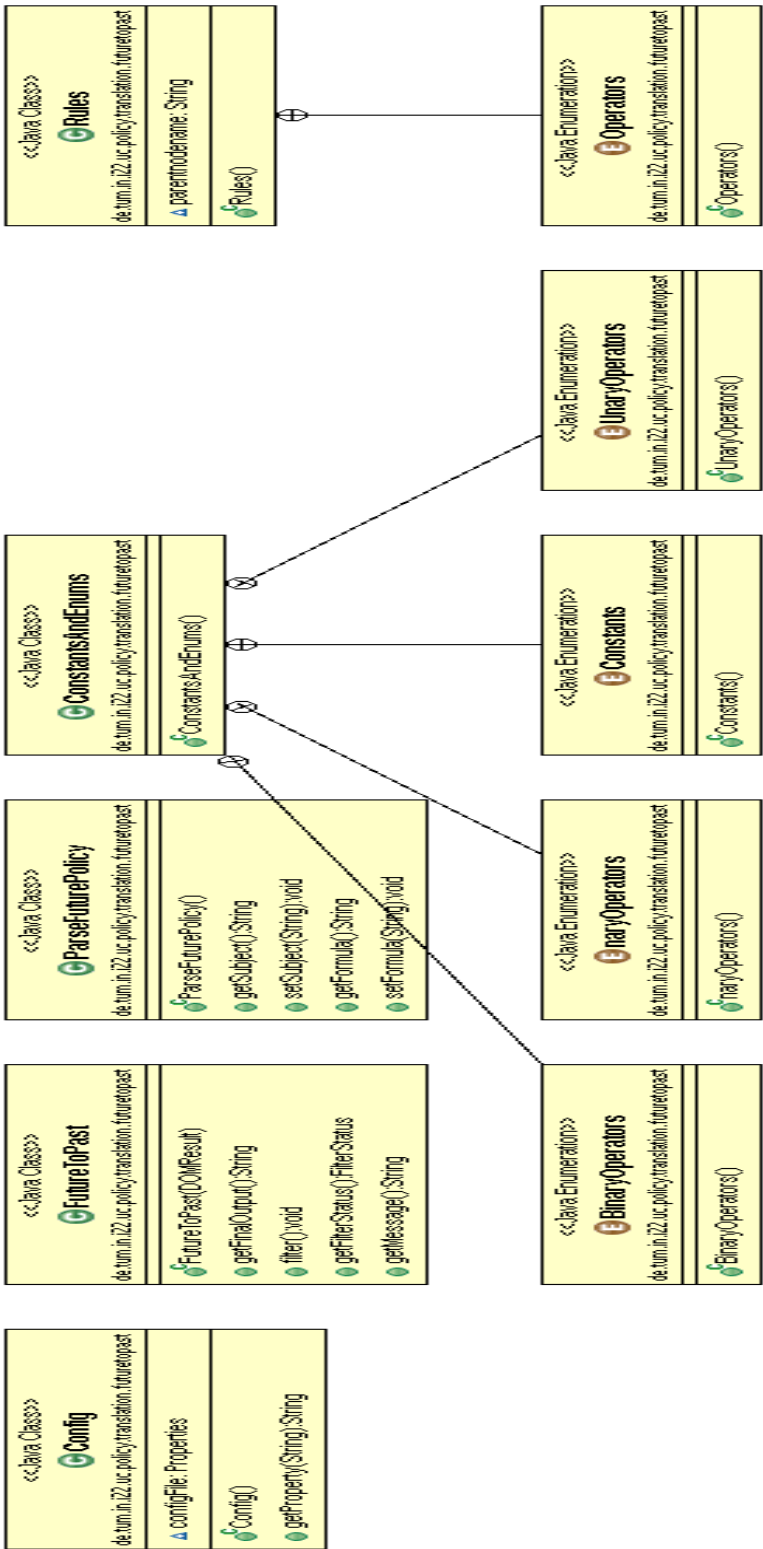 <<Java Class>>
C Config
de.tum.in.i22.uc.policy.translation.futuretopast
configFile: Properties
C Config()
getProperty(String):String
<<Java Class>>
C FutureToPast
de.tum.in.i22.uc.policy.translation.futuretopast
C FutureToPast(DOMResult)
getFinalOutput():String
filter():void
getFilterStatus():FilterStatus
getMessage():String
<<Java Class>>
C ParseFuturePolicy
de.tum.in.i22.uc.policy.translation.futuretopast
C ParseFuturePolicy()
getSubject():String
setSubject(String):void
getFormula():String
setFormula(String):void
<<Java Class>>
C ConstantsAndEnums
de.tum.in.i22.uc.policy.translation.futuretopast
C ConstantsAndEnums()
<<Java Class>>
C Rules
de.tum.in.i22.uc.policy.translation.futuretopast
parentnodename: String
C Rules()
<<Java Enumeration>>
E BinaryOperators
de.tum.in.i22.uc.policy.translation.futuretopast
C BinaryOperators()
<<Java Enumeration>>
E naryOperators
de.tum.in.i22.uc.policy.translation.futuretopast
C naryOperators()
<<Java Enumeration>>
E Constants
de.tum.in.i22.uc.policy.translation.futuretopast
C Constants()
<<Java Enumeration>>
E UnaryOperators
de.tum.in.i22.uc.policy.translation.futuretopast
C UnaryOperators()
<<Java Enumeration>>
E Operators
de.tum.in.i22.uc.policy.translation.futuretopast
C Operators()